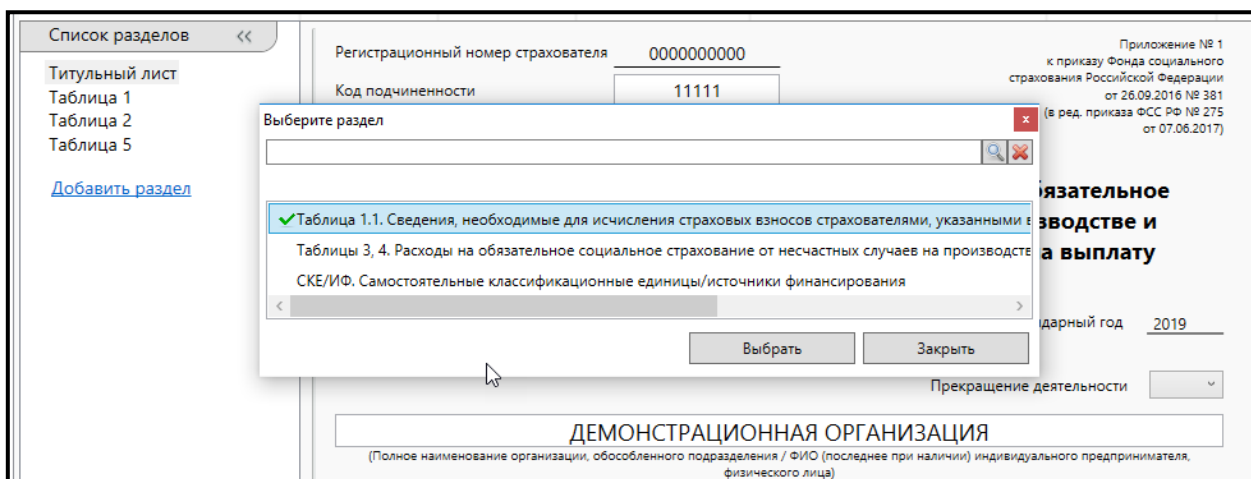 Список разделов <<
Титульный лист
Таблица 1
Таблица 2
Таблица 5
Добавить раздел
Регистрационный номер страхователя 0000000000
Код подчиненности 11111
Приложение № 1
к приказу Фонда социального
страхования Российской Федерации
от 26.09.2016 № 381
(в ред. приказа ФСС РФ № 275
от 07.06.2017)
Выберите раздел
Таблица 1.1. Сведения, необходимые для исчисления страховых взносов страхователями, указанными в
Таблицы 3, 4. Расходы на обязательное социальное страхование от несчастных случаев на производств
СКЕ/ИФ. Самостоятельные классификационные единицы/источники финансирования
Выбрать Закрыть
язательное
зводстве и
а выплату
дарный год 2019
Прекращение деятельности
ДЕМОНСТРАЦИОННАЯ ОРГАНИЗАЦИЯ
(Полное наименование организации, обособленного подразделения / ФИО (последнее при наличии) индивидуального предпринимателя,
физического лица)